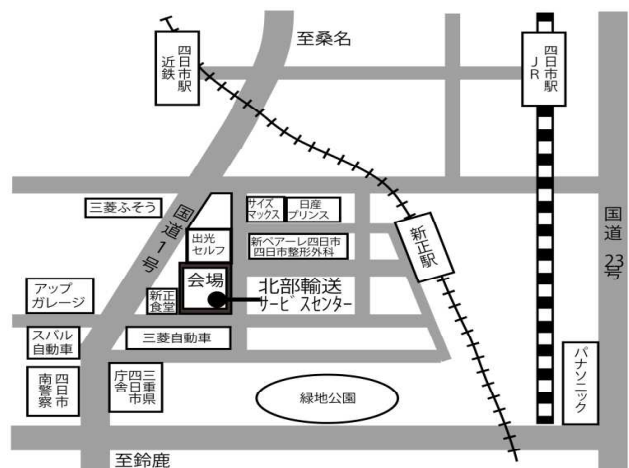 至桑名
近鉄
四日市駅
JR
四日市駅
三菱ふそう
国道1号
サイズ
マックス
日産
プリンス
出光
セルフ
新ベアーレ四日市
四日市整形外科
新正駅
国道 23号
会場
北部輸送
サービスセンター
アップ
ガレージ
新正
食堂
スバル
自動車
三菱自動車
パナソニック
四日市
南警察
三重県
四日市
庁舎
緑地公園
至鈴鹿